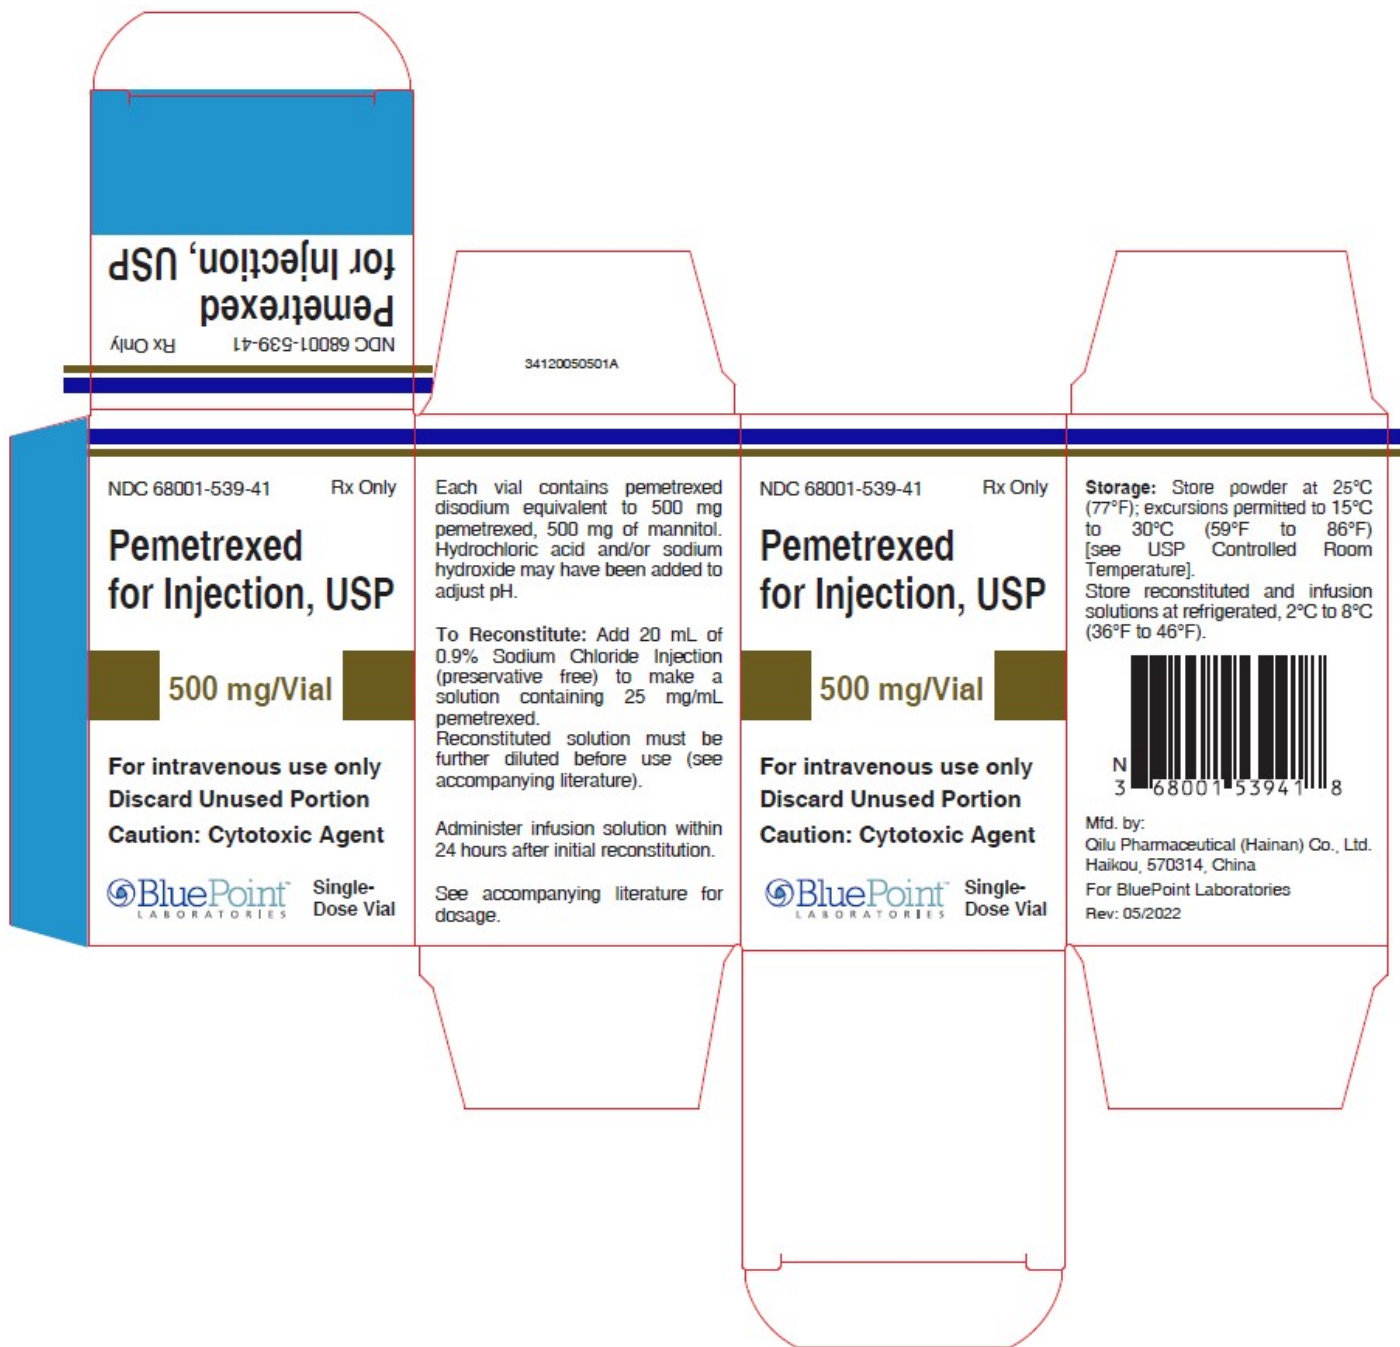 for Injection, USP
Pemetrexed
NDC 68001-539-41 Rx Only
34120050501A
NDC 68001-539-41 Rx Only
Pemetrexed
for Injection, USP
500 mg/Vial
For intravenous use only
Discard Unused Portion
Caution: Cytotoxic Agent
BluePoint™
LABORATORIES
Single-
Dose Vial
Each vial contains pemetrexed
disodium equivalent to 500 mg
pemetrexed, 500 mg of mannitol.
Hydrochloric acid and/or sodium
hydroxide may have been added to
adjust pH.
To Reconstitute: Add 20 mL of
0.9% Sodium Chloride Injection
(preservative free) to make a
solution containing 25 mg/mL
pemetrexed.
Reconstituted solution must be
further diluted before use (see
accompanying literature).
Administer infusion solution within
24 hours after initial reconstitution.
See accompanying literature for
dosage.
NDC 68001-539-41 Rx Only
Pemetrexed
for Injection, USP
500 mg/Vial
For intravenous use only
Discard Unused Portion
Caution: Cytotoxic Agent
BluePoint™
LABORATORIES
Single-
Dose Vial
Storage: Store powder at 25°C
(77°F); excursions permitted to 15°C
to 30°C (59°F to 86°F)
[see USP Controlled Room
Temperature].
Store reconstituted and infusion
solutions at refrigerated, 2°C to 8°C
(36°F to 46°F).
N
3 68001 53941 8
Mfd. by:
Qilu Pharmaceutical (Hainan) Co., Ltd.
Haikou, 570314, China
For BluePoint Laboratories
Rev: 05/2022